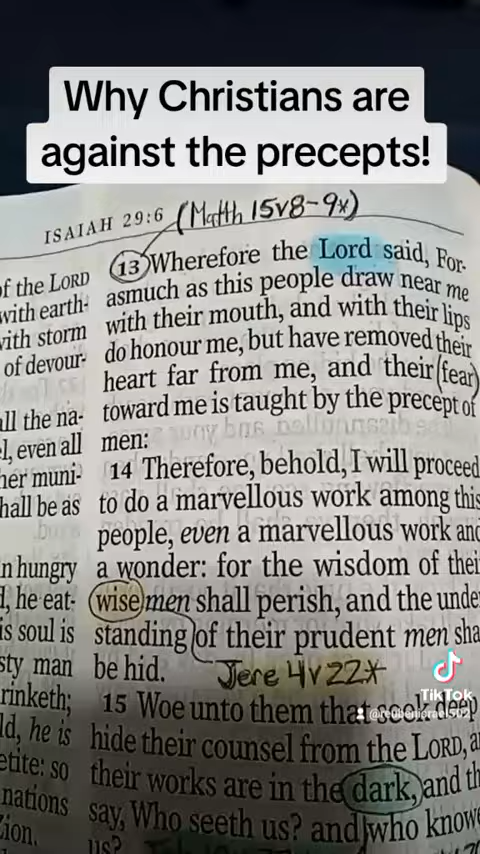 Why Christians are
against the precepts!
ISAIAH 29:6 (Matth 15v8-9x)
of the LORD
with earth-
with storm
of devour-
all the na-
el, even all
her muni-
hall be as
n hungry
d, he eat-
is soul is
sty man
rinketh;
ld, he is
etite: so
nations
Zion.
13 Wherefore the Lord said, For-
asmuch as this people draw near me
with their mouth, and with their lips
do honour me, but have removed their
heart far from me, and their (fear)
toward me is taught by the precept of
men:
14 Therefore, behold, I will proceed
to do a marvellous work among this
people, even a marvellous work and
a wonder: for the wisdom of their
wise men shall perish, and the under
standing of their prudent men sha
be hid. Jere 4v22*
15 Woe unto them that seek deep
hide their counsel from the LORD, a
their works are in the dark, and th
say, Who seeth us? and who know
us?
TikTok